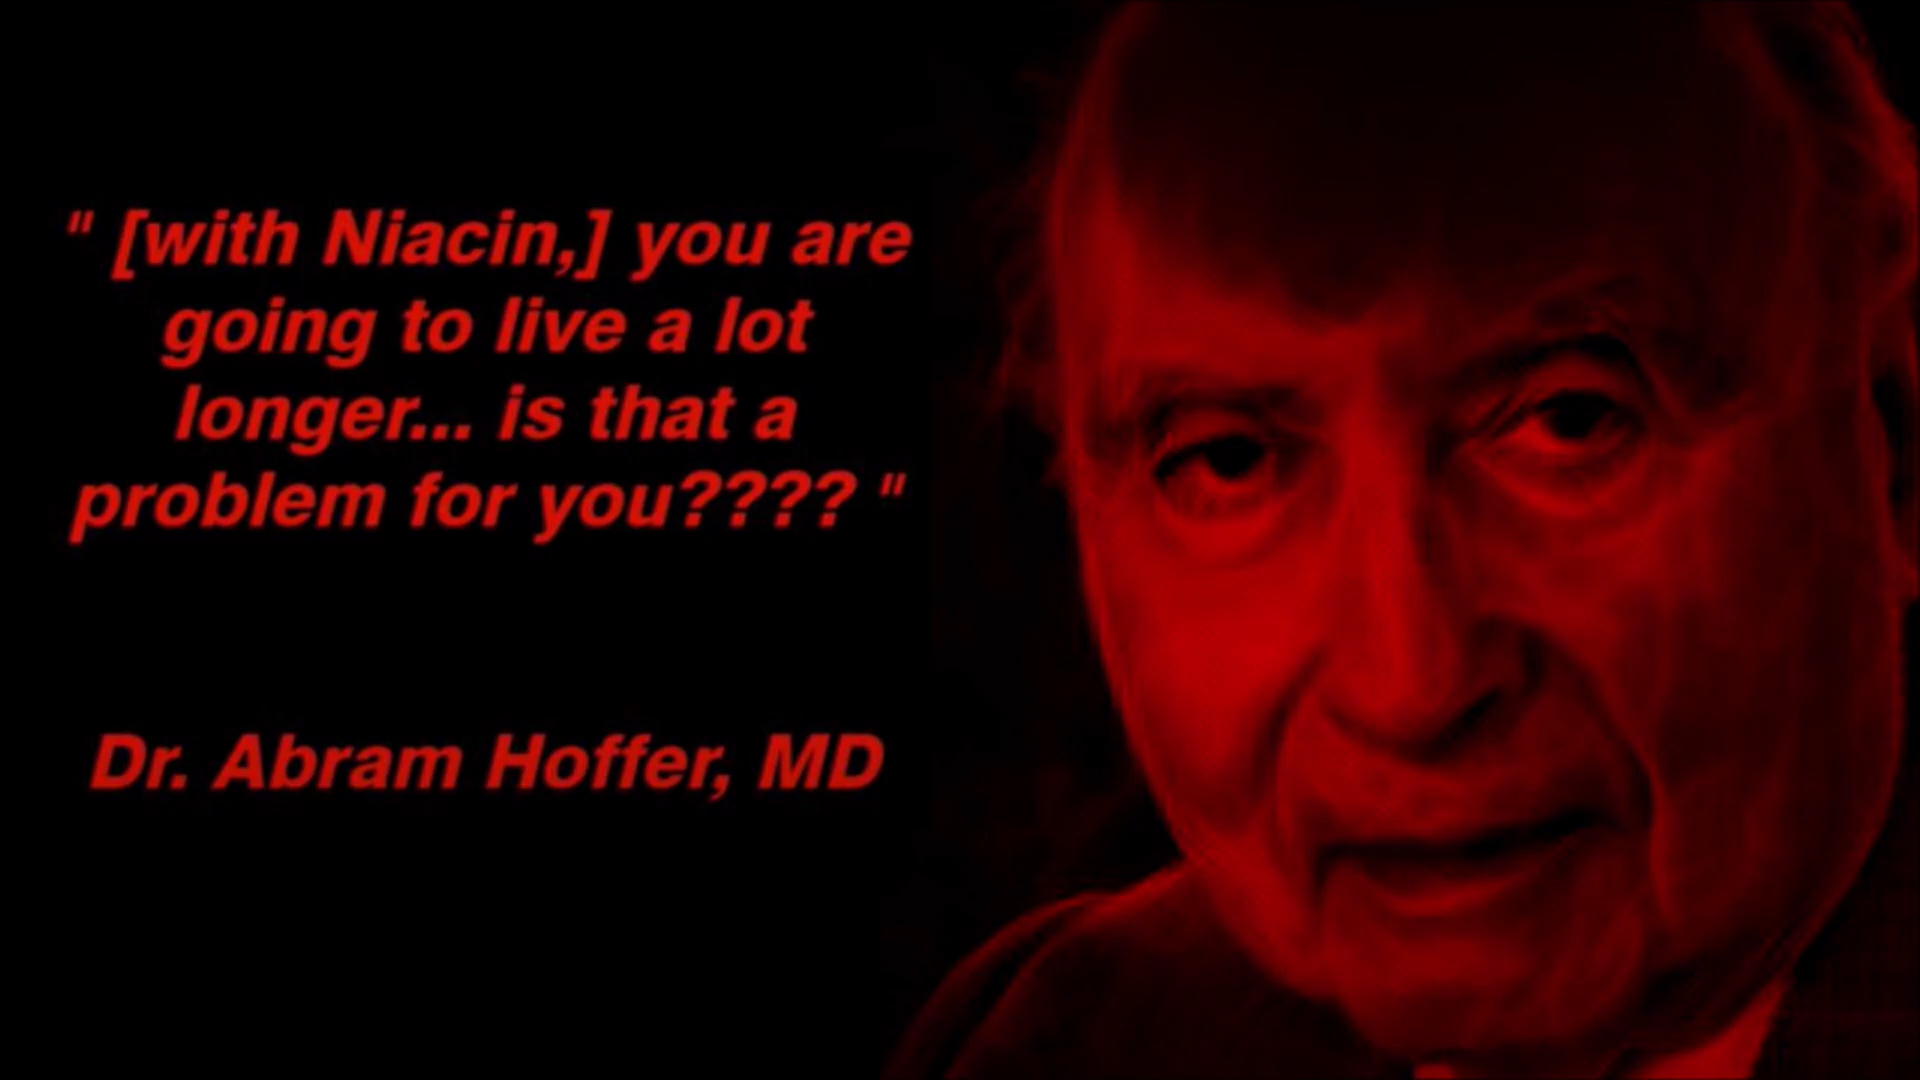 " [with Niacin,] you are
going to live a lot
longer... is that a
problem for you???? "
Dr. Abram Hoffer, MD